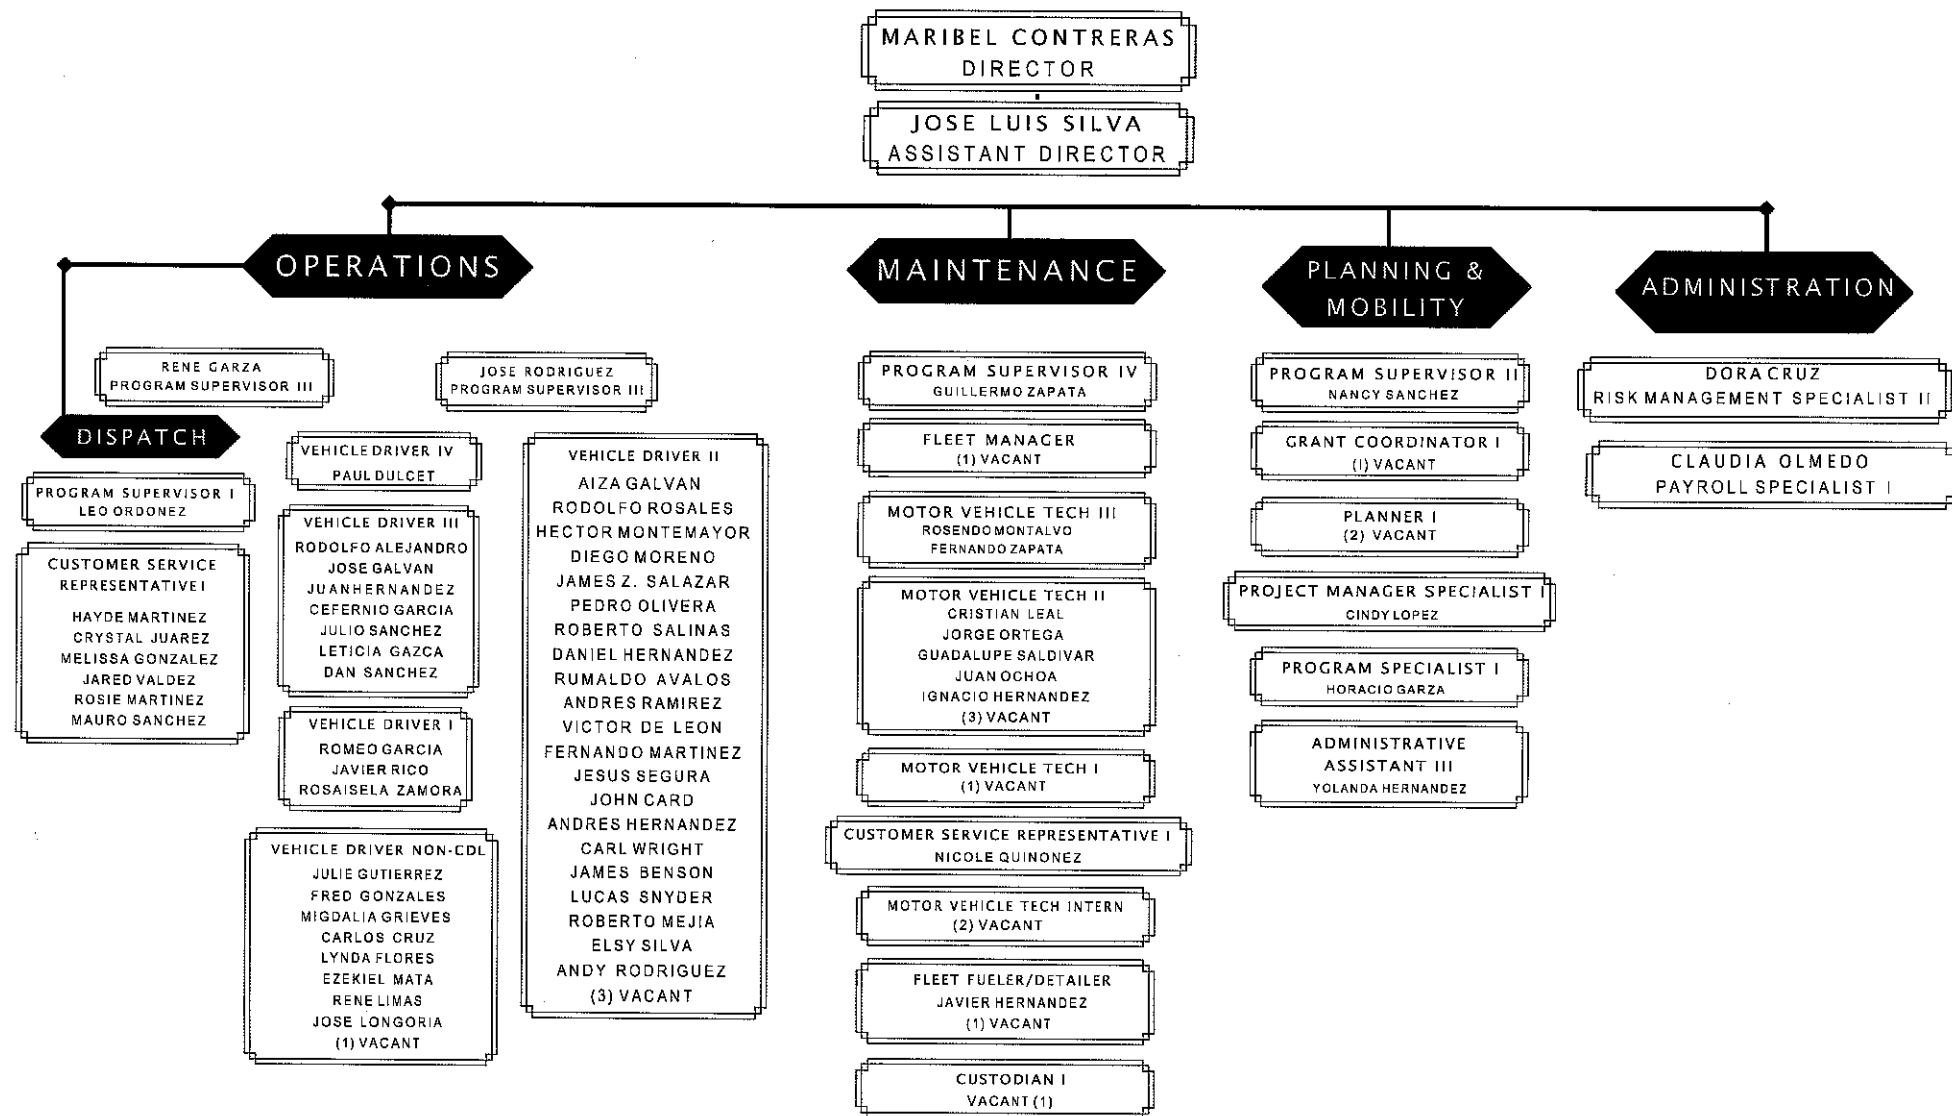 MARIBEL CONTRERAS
DIRECTOR
JOSE LUIS SILVA
ASSISTANT DIRECTOR
OPERATIONS
RENE GARZA
PROGRAM SUPERVISOR III
JOSE RODRIGUEZ
PROGRAM SUPERVISOR III
DISPATCH
PROGRAM SUPERVISOR I
LEO ORDONEZ
CUSTOMER SERVICE
REPRESENTATIVE I
HAYDE MARTINEZ
CRYSTAL JUAREZ
MELISSA GONZALEZ
JARED VALDEZ
ROSIE MARTINEZ
MAURO SANCHEZ
VEHICLE DRIVER IV
PAUL DULCET
VEHICLE DRIVER III
RODOLFO ALEJANDRO
JOSE GALVAN
JUAN HERNANDEZ
CEFERNIO GARCIA
JULIO SANCHEZ
LETICIA GAZCA
DAN SANCHEZ
VEHICLE DRIVER I
ROMEO GARCIA
JAVIER RICO
ROSAISELA ZAMORA
VEHICLE DRIVER NON-CDL
JULIE GUTIERREZ
FRED GONZALES
MIGDALIA GRIEVES
CARLOS CRUZ
LYNDA FLORES
EZEKIEL MATA
RENE LIMAS
JOSE LONGORIA
(1) VACANT
VEHICLE DRIVER II
AIZA GALVAN
RODOLFO ROSALES
HECTOR MONTEMAYOR
DIEGO MORENO
JAMES Z. SALAZAR
PEDRO OLIVERA
ROBERTO SALINAS
DANIEL HERNANDEZ
RUMALDO AVALOS
ANDRES RAMIREZ
VICTOR DE LEON
FERNANDO MARTINEZ
JESUS SEGURA
JOHN CARD
ANDRES HERNANDEZ
CARL WRIGHT
JAMES BENSON
LUCAS SNYDER
ROBERTO MEJIA
ELSY SILVA
ANDY RODRIGUEZ
(3) VACANT
MAINTENANCE
PROGRAM SUPERVISOR IV
GUILLERMO ZAPATA
FLEET MANAGER
(1) VACANT
MOTOR VEHICLE TECH III
ROSENDO MONTALVO
FERNANDO ZAPATA
MOTOR VEHICLE TECH II
CRISTIAN LEAL
JORGE ORTEGA
GUADALUPE SALDIVAR
JUAN OCHOA
IGNACIO HERNANDEZ
(3) VACANT
MOTOR VEHICLE TECH I
(1) VACANT
CUSTOMER SERVICE REPRESENTATIVE I
NICOLE QUINONEZ
MOTOR VEHICLE TECH INTERN
(2) VACANT
FLEET FUELER/DETAILER
JAVIER HERNANDEZ
(1) VACANT
CUSTODIAN I
VACANT (1)
PLANNING &
MOBILITY
PROGRAM SUPERVISOR II
NANCY SANCHEZ
GRANT COORDINATOR I
(I) VACANT
PLANNER I
(2) VACANT
PROJECT MANAGER SPECIALIST I
CINDY LOPEZ
PROGRAM SPECIALIST I
HORACIO GARZA
ADMINISTRATIVE
ASSISTANT III
YOLANDA HERNANDEZ
ADMINISTRATION
DORA CRUZ
RISK MANAGEMENT SPECIALIST II
CLAUDIA OLMEDO
PAYROLL SPECIALIST I